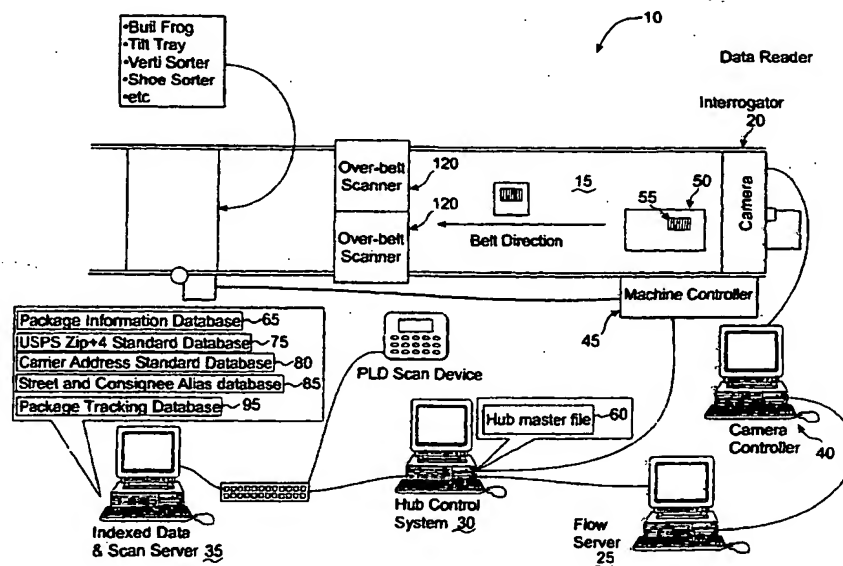 •Butl Frog
•Tilt Tray
•Verti Sorter
•Shoe Sorter
•etc
10
Data Reader
Interrogator
20
Over-belt
Scanner
120
Over-belt
Scanner
120
15
50
55
Camera
Belt Direction
Machine Controller
45
Package Information Database
65
USPS Zip+4 Standard Database
75
Carrier Address Standard Database
80
Street and Consignee Alias database
85
Package Tracking Database
95
PLD Scan Device
Hub master file
60
Camera
Controller
40
Indexed Data
& Scan Server 35
Hub Control
System 30
Flow
Server
25